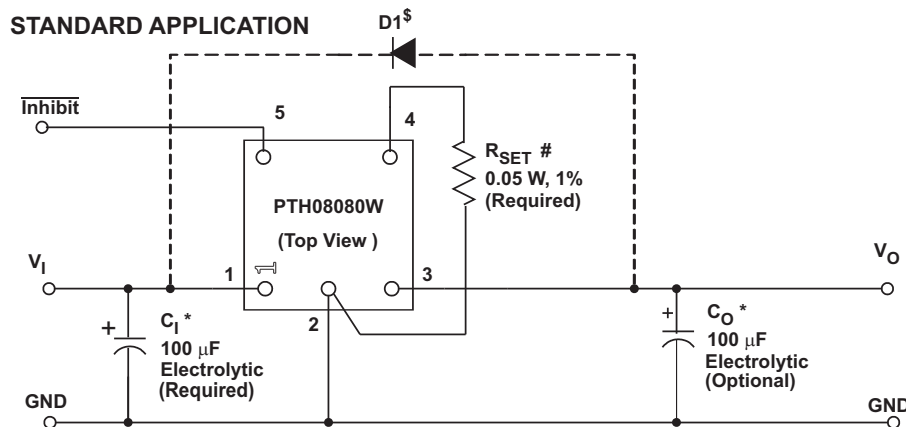 STANDARD APPLICATION
D1$
Inhibit
5
4
RSET #
0.05 W, 1%
(Required)
PTH08080W
(Top View )
VI
1
3
VO
2
+
CI *
100 μF
Electrolytic
(Required)
+
CO *
100 μF
Electrolytic
(Optional)
GND
GND